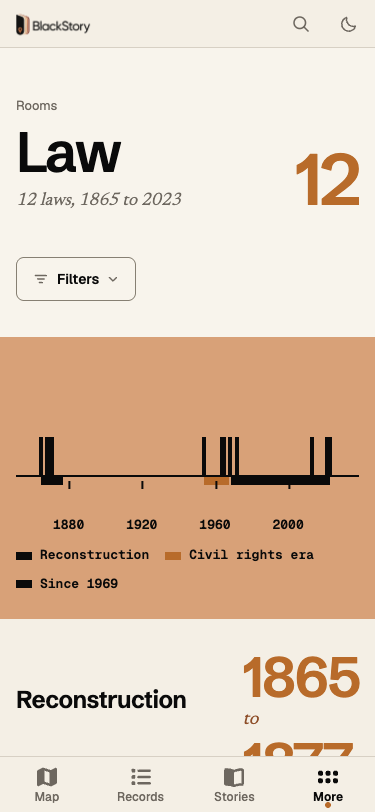 BlackStory
Rooms
Law
12 laws, 1865 to 2023
12
Filters
1880 1920 1960 2000
Reconstruction Civil rights era
Since 1969
Reconstruction
1865
to
1877
Map Records Stories More